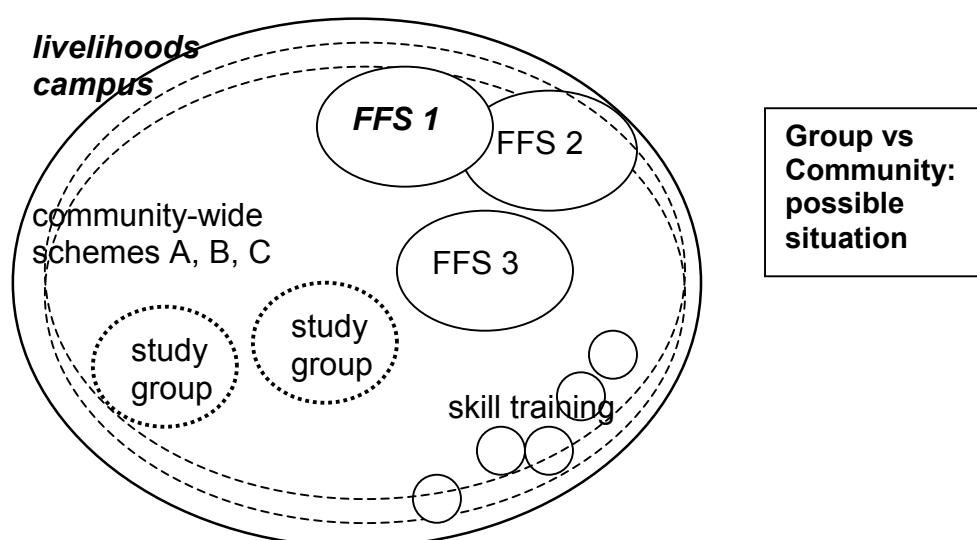 livelihoods
campus
FFS 1
FFS 2
community-wide
schemes A, B, C
FFS 3
study
group
study
group
skill training
Group vs
Community:
possible
situation